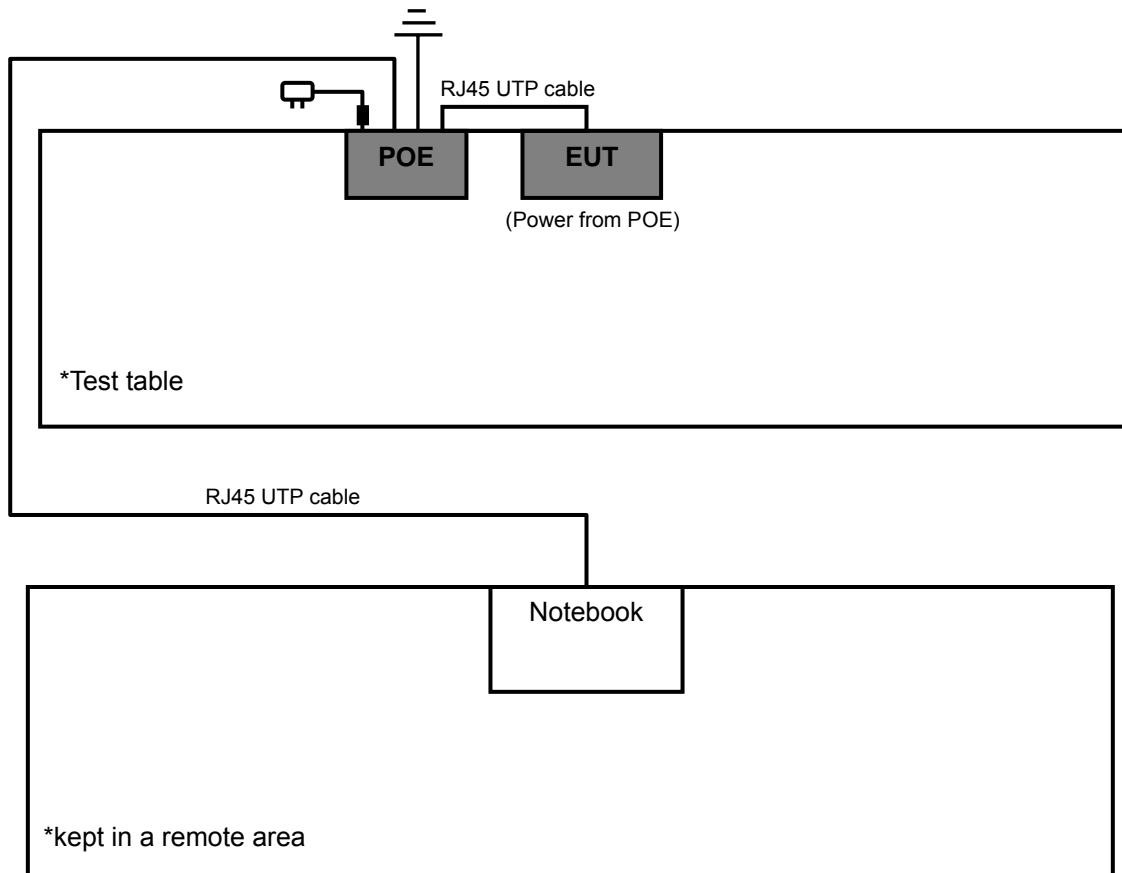 RJ45 UTP cable
POE
EUT
(Power from POE)
*Test table
RJ45 UTP cable
Notebook
*kept in a remote area